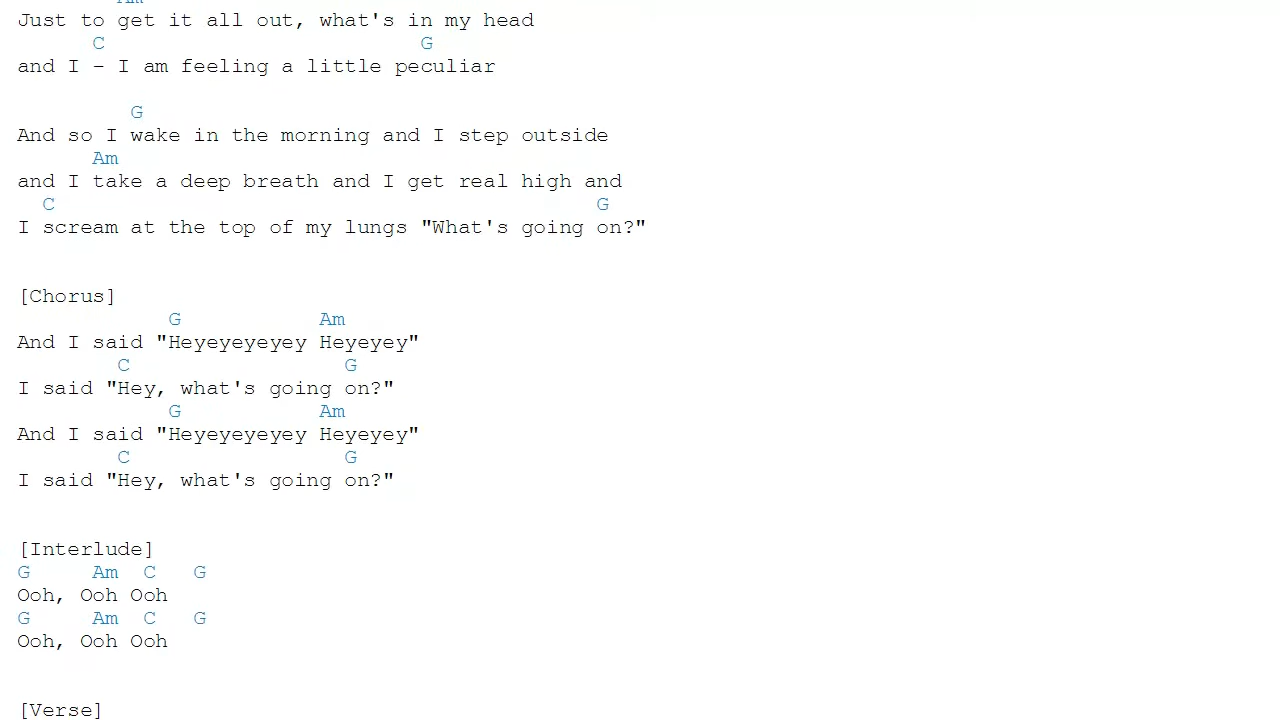 Am
Just to get it all out, what's in my head
C G
and I - I am feeling a little peculiar
G
And so I wake in the morning and I step outside
Am
and I take a deep breath and I get real high and
C G
I scream at the top of my lungs "What's going on?"
[Chorus]
G Am
And I said "Heyeyeyeyey Heyeyey"
C G
I said "Hey, what's going on?"
G Am
And I said "Heyeyeyeyey Heyeyey"
C G
I said "Hey, what's going on?"
[Interlude]
G Am C G
Ooh, Ooh Ooh
G Am C G
Ooh, Ooh Ooh
[Verse]